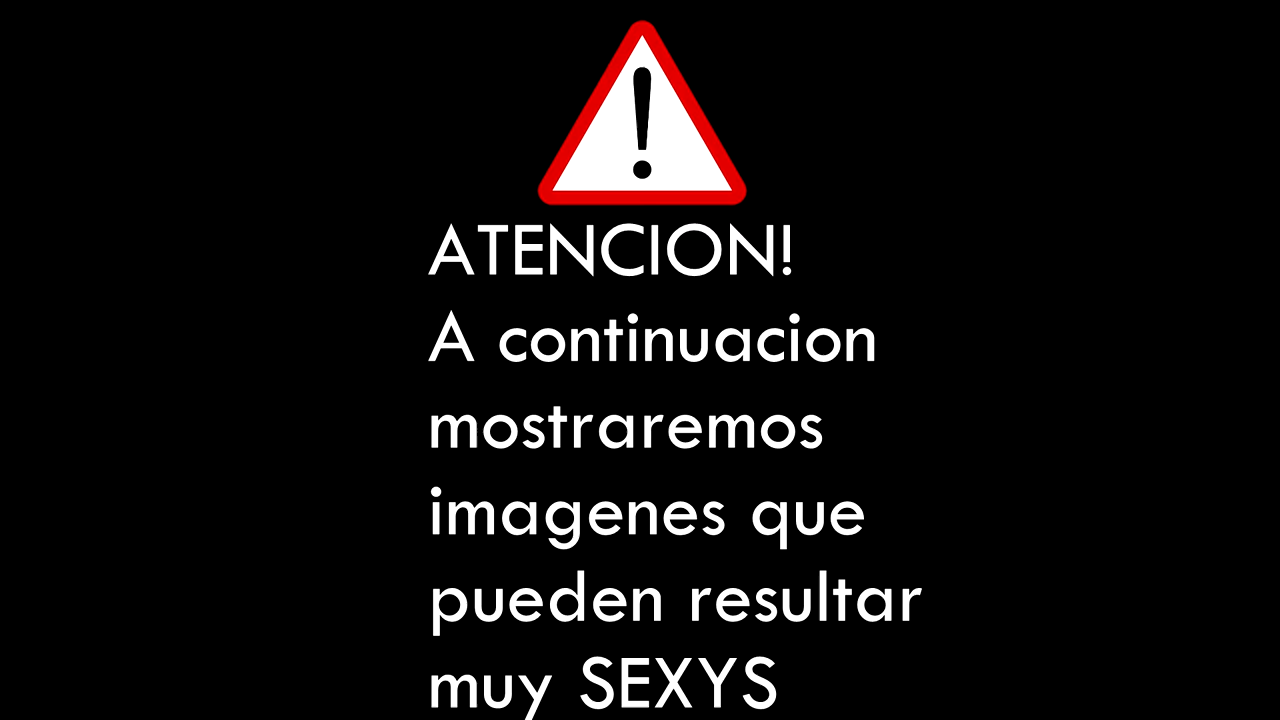 ATENCION!
A continuacion
mostraremos
imagenes que
pueden resultar
muy SEXYS